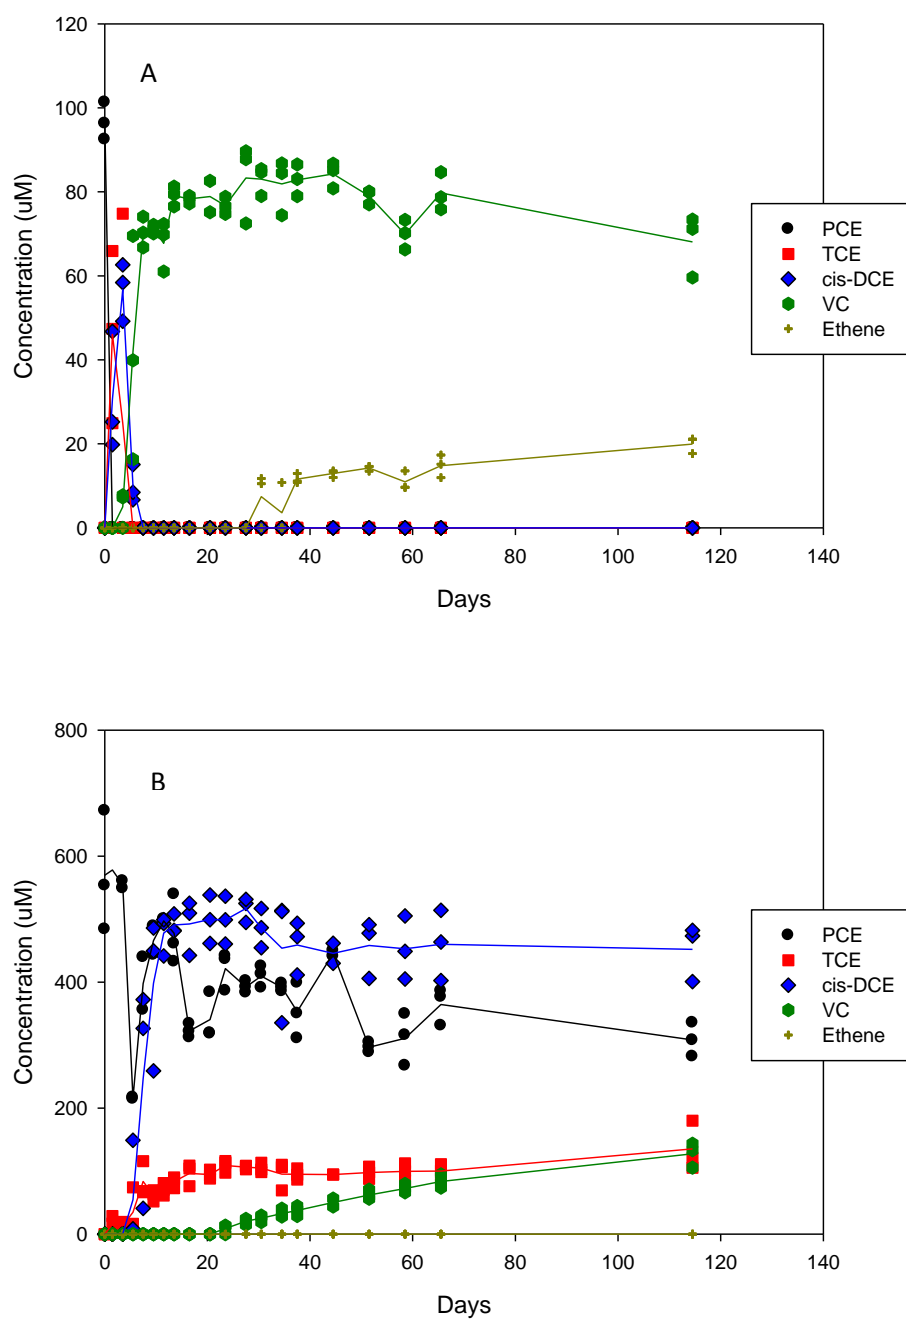 120
A
100
80
60
40
20
0
Concentration (uM)
PCE
TCE
cis-DCE
VC
Ethene
0 20 40 60 80 100 120 140
Days
800
B
600
400
200
0
Concentration (uM)
PCE
TCE
cis-DCE
VC
Ethene
0 20 40 60 80 100 120 140
Days